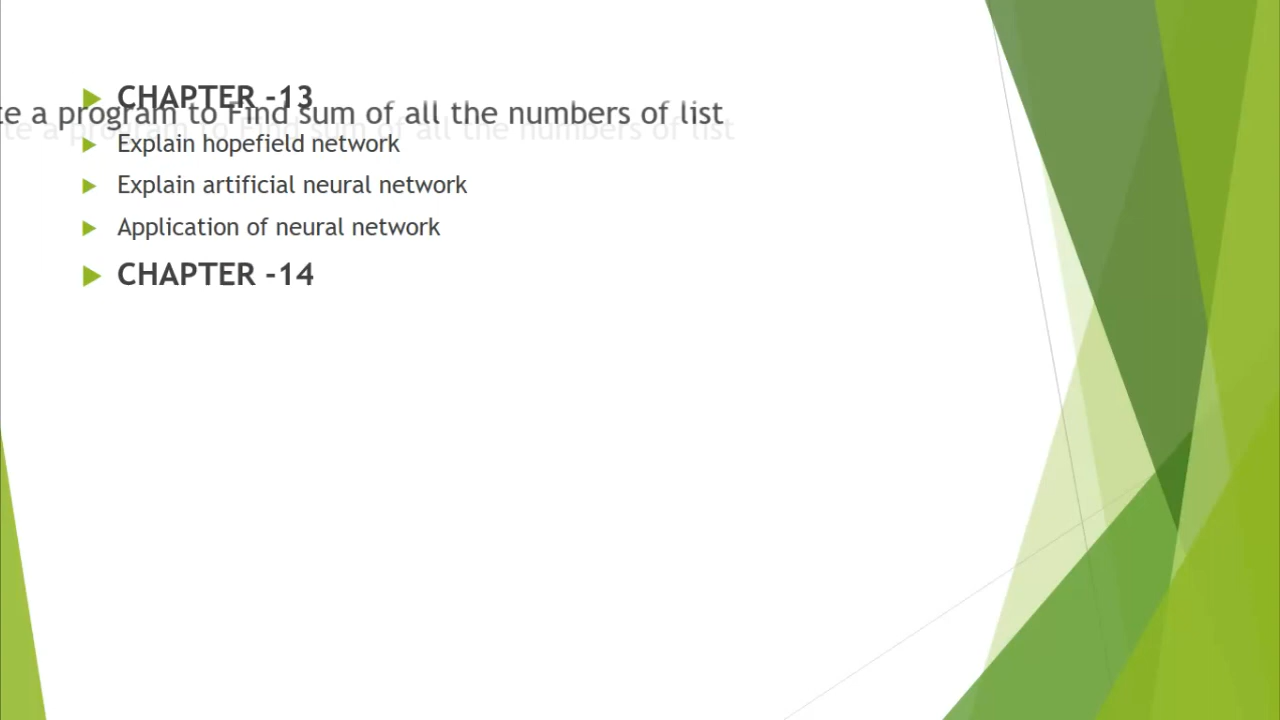 CHAPTER -13
te a program to Find sum of all the numbers of list
Explain hopefield network
Explain artificial neural network
Application of neural network
CHAPTER -14